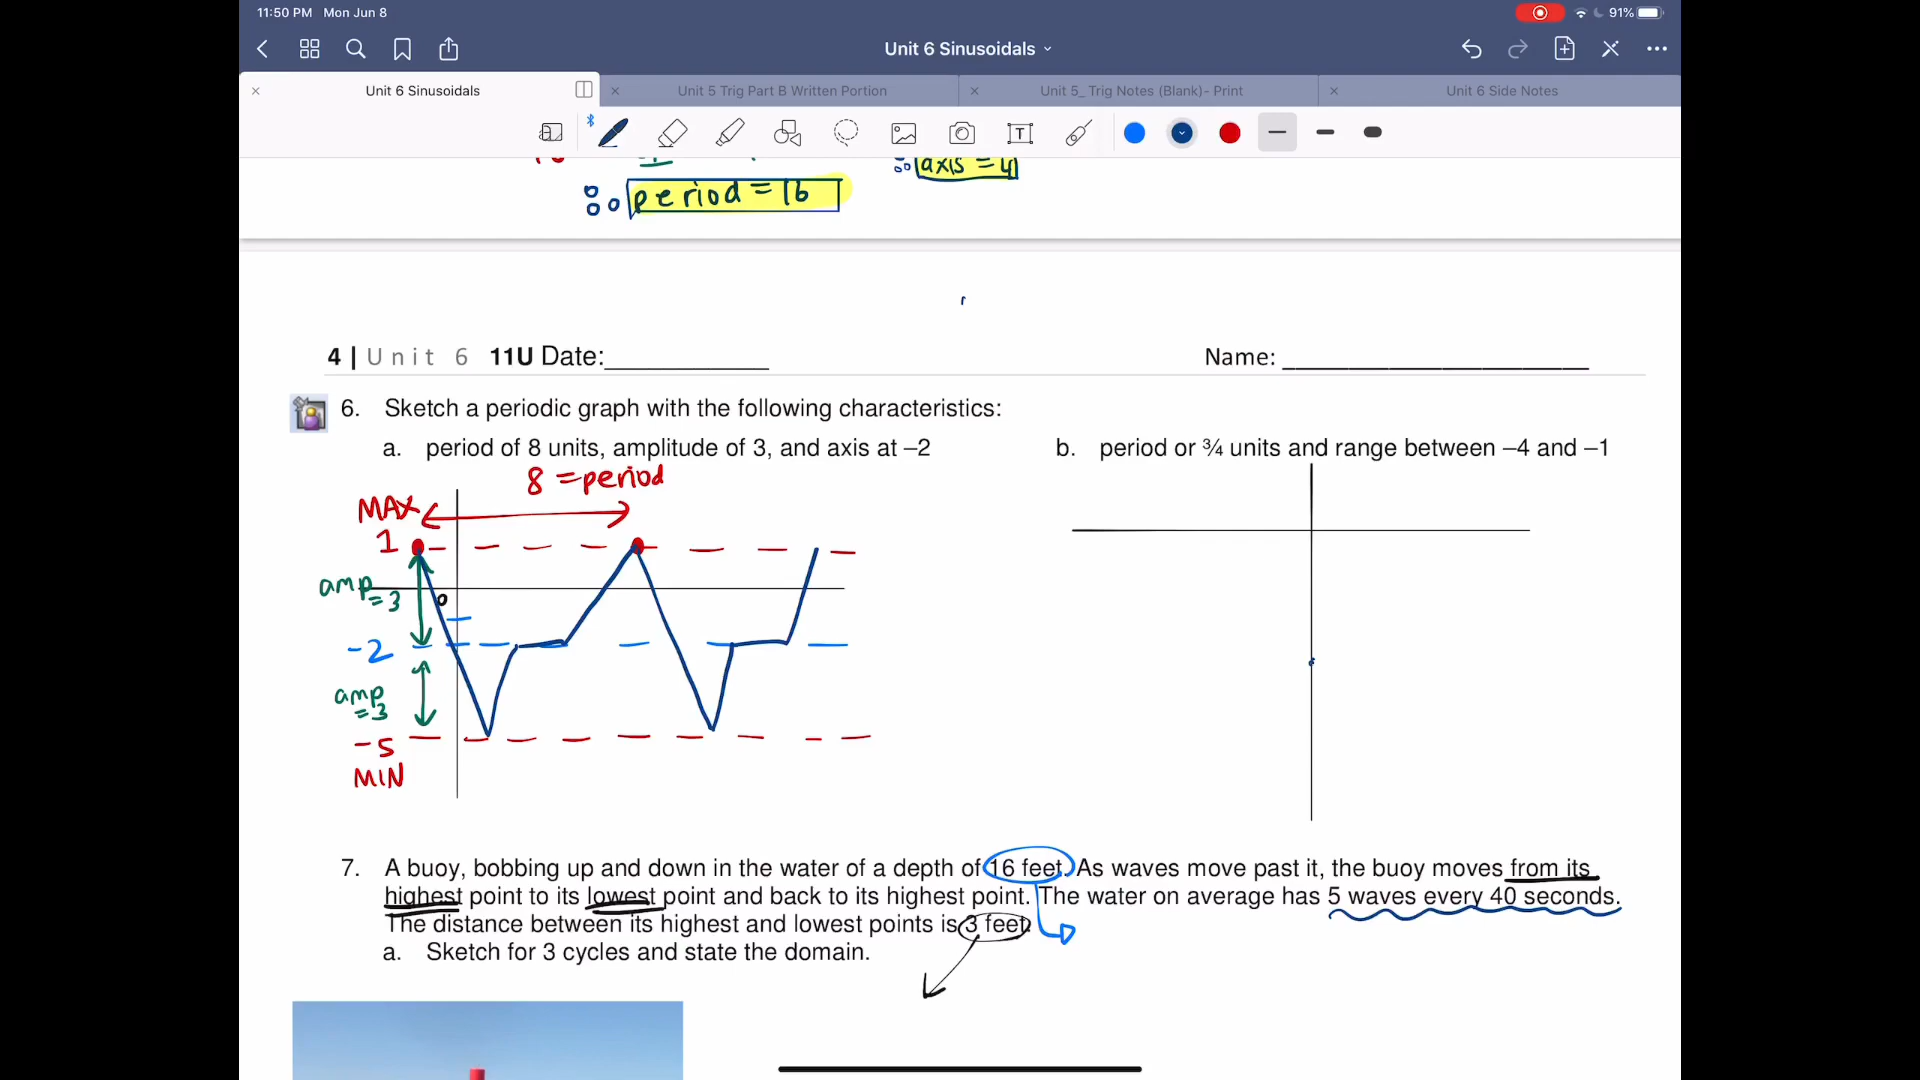 11:50 PM Mon Jun 8
91%
Unit 6 Sinusoidals
Unit 6 Sinusoidals
Unit 5 Trig Part B Written Portion
Unit 5_ Trig Notes (Blank)- Print
Unit 6 Side Notes
axis = 4
period = 16
4 | Unit 6 11U Date:____________
Name: ______________________
6. Sketch a periodic graph with the following characteristics:
a. period of 8 units, amplitude of 3, and axis at –2
b. period or ¾ units and range between –4 and –1
8 = period
MAX
1
amp = 3
0
-2
amp = 3
-5
MIN
7. A buoy, bobbing up and down in the water of a depth of 16 feet. As waves move past it, the buoy moves from its
highest point to its lowest point and back to its highest point. The water on average has 5 waves every 40 seconds.
The distance between its highest and lowest points is 3 feet.
a. Sketch for 3 cycles and state the domain.